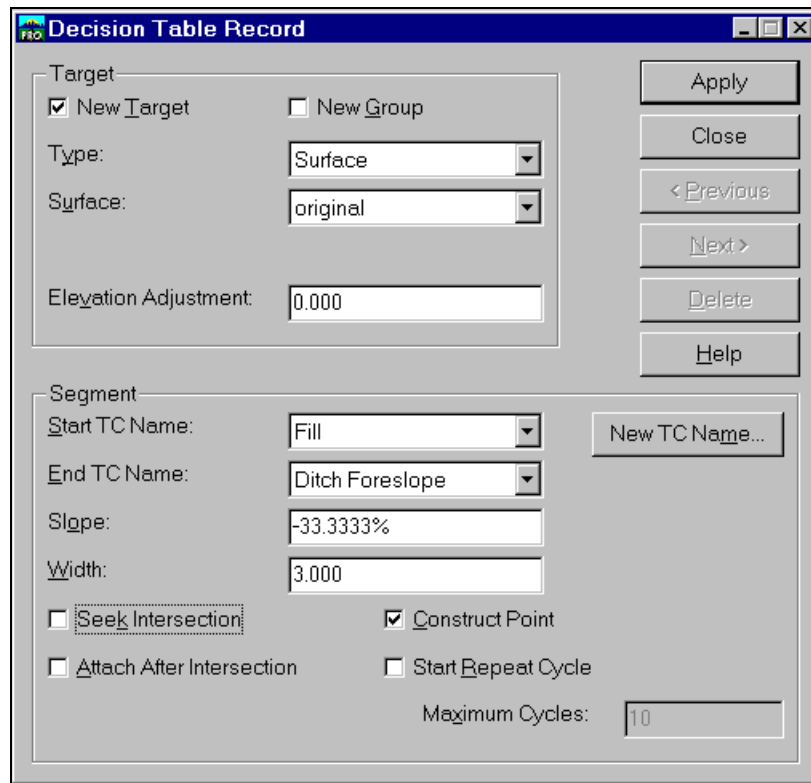 PRO
Decision Table Record
Target
New Target
New Group
Type:
Surface
Surface:
original
Elevation Adjustment:
0.000
Apply
Close
< Previous
Next >
Delete
Help
Segment
Start TC Name:
Fill
New TC Name...
End TC Name:
Ditch Foreslope
Slope:
-33.3333%
Width:
3.000
Seek Intersection
Construct Point
Attach After Intersection
Start Repeat Cycle
Maximum Cycles:
10